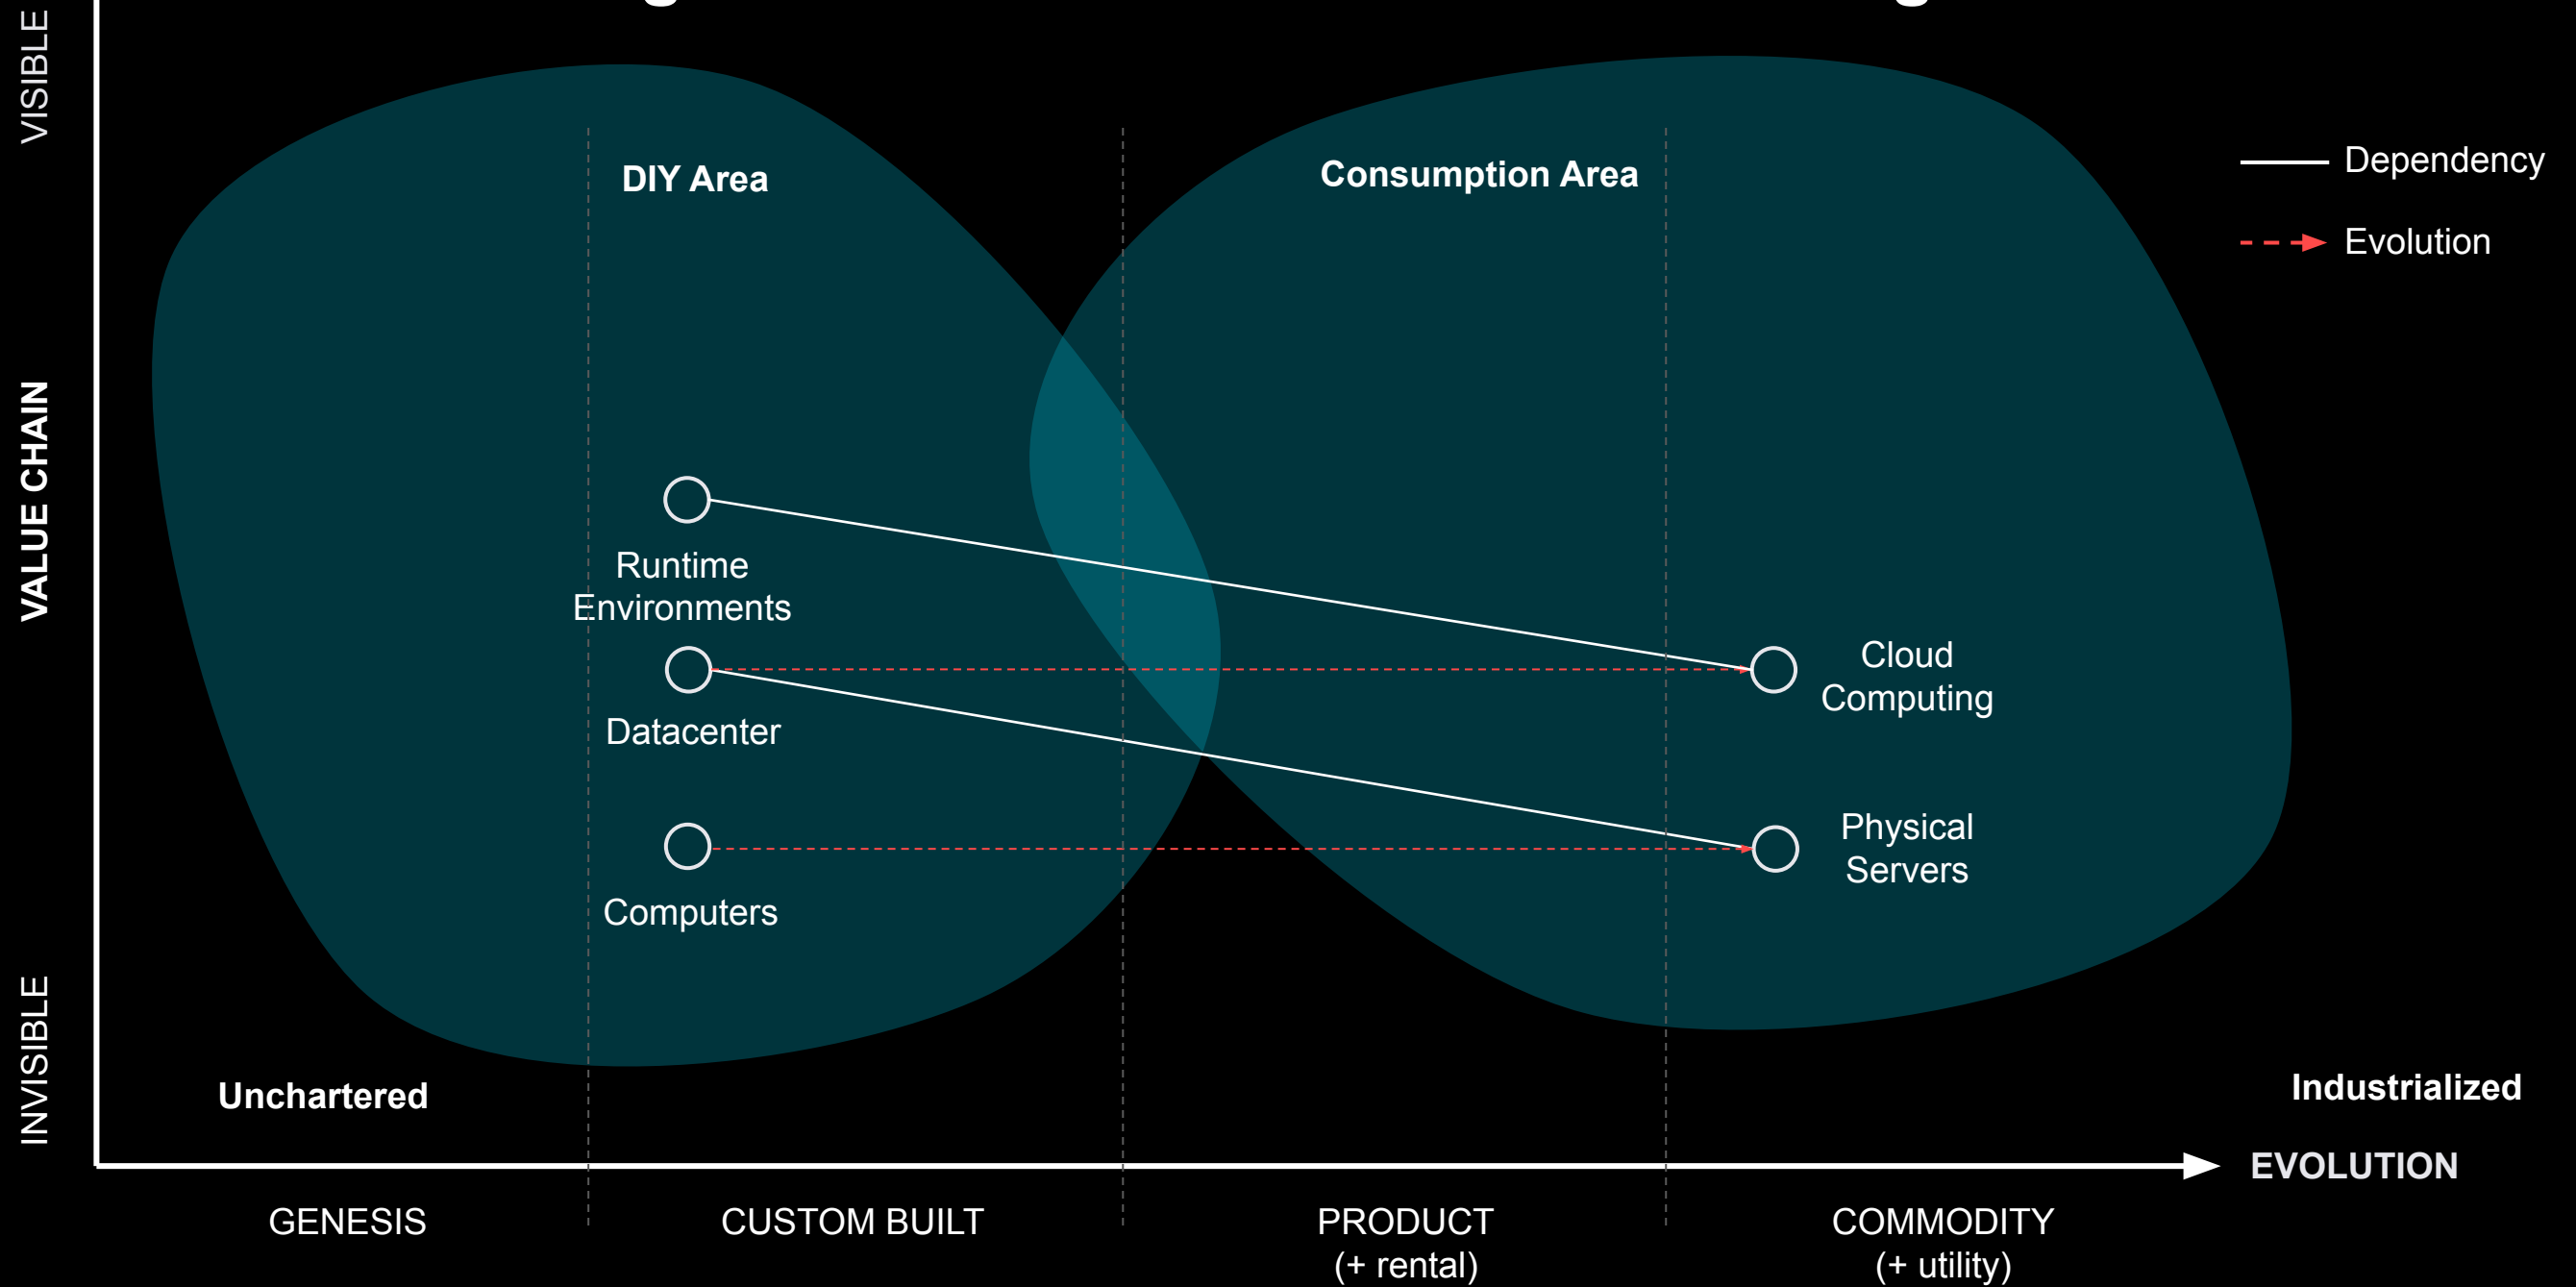 VISIBLE
DIY Area
Consumption Area
Dependency
Evolution
VALUE CHAIN
Runtime
Environments
Cloud
Computing
Datacenter
Physical
Servers
Computers
INVISIBLE
Unchartered
Industrialized
EVOLUTION
GENESIS
CUSTOM BUILT
PRODUCT
(+ rental)
COMMODITY
(+ utility)